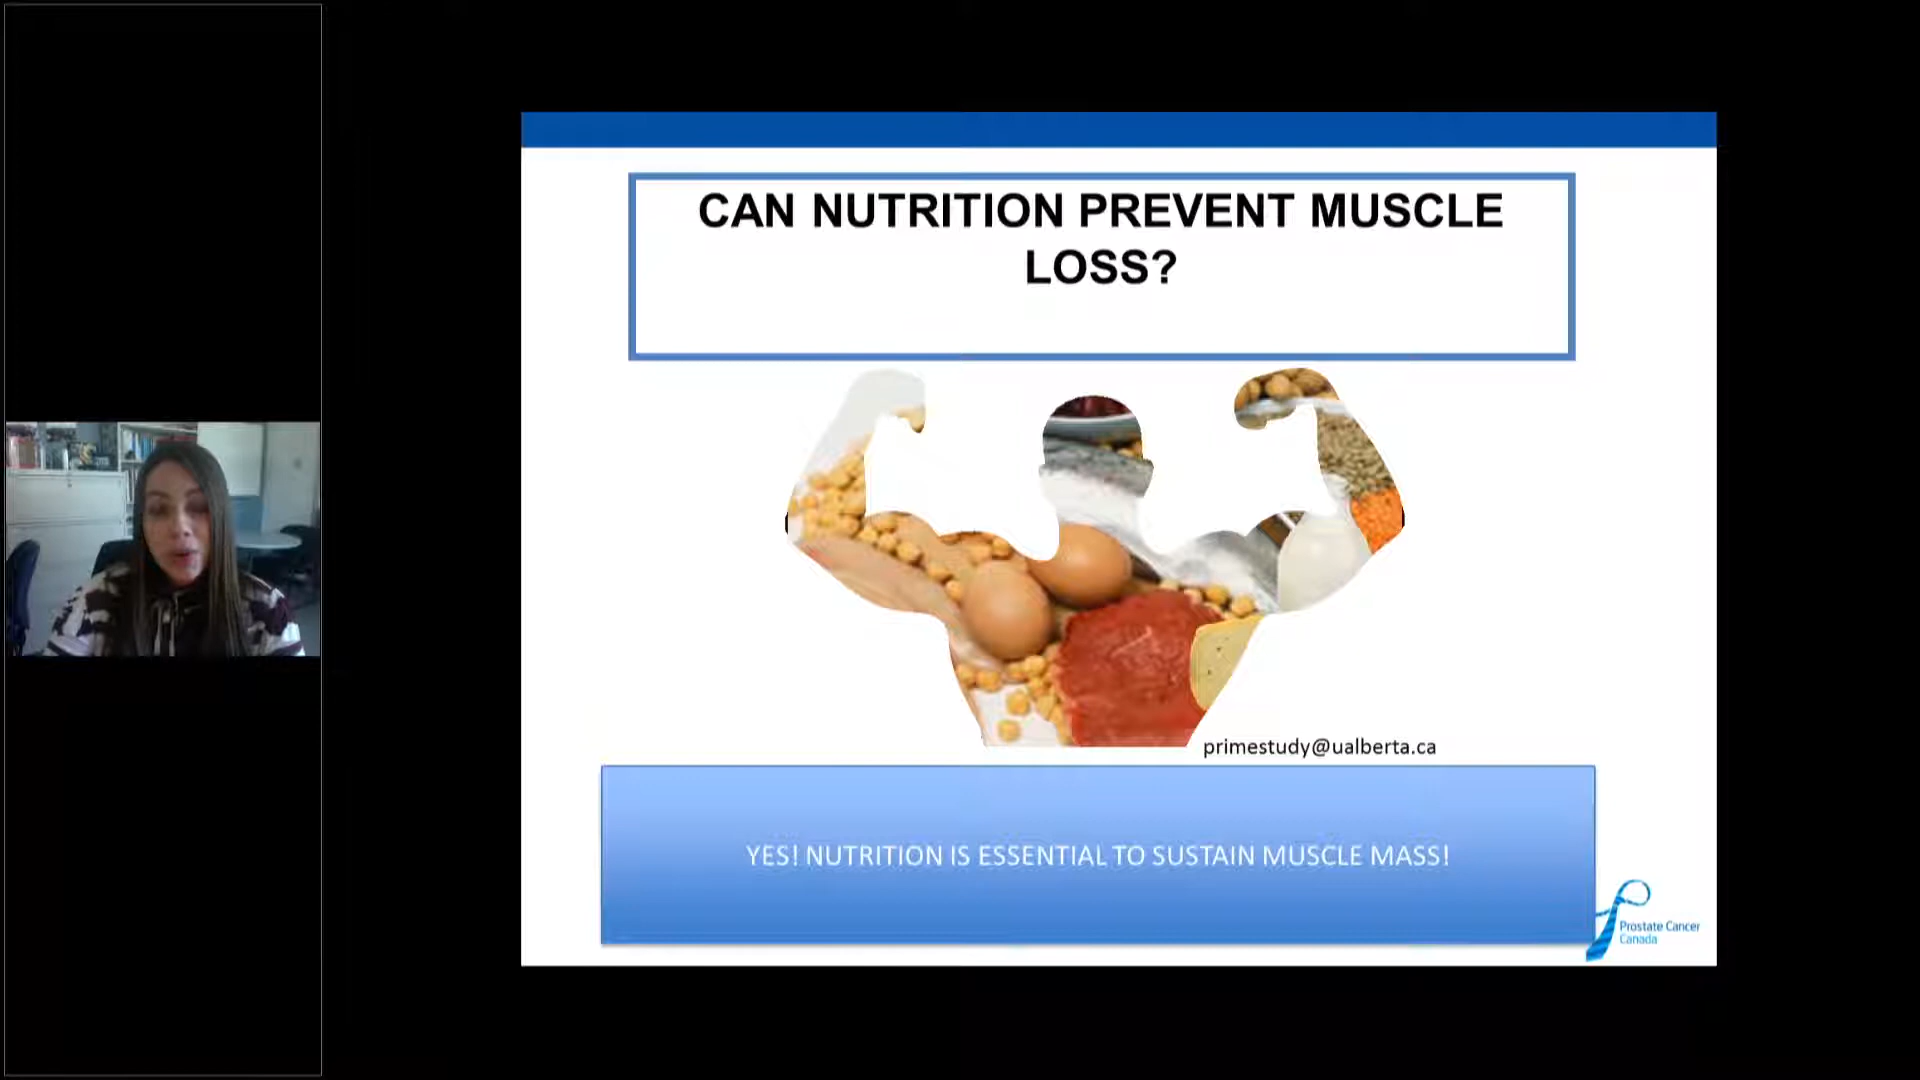 CAN NUTRITION PREVENT MUSCLE
LOSS?
primestudy@ualberta.ca
YES! NUTRITION IS ESSENTIAL TO SUSTAIN MUSCLE MASS!
Prostate Cancer
Canada